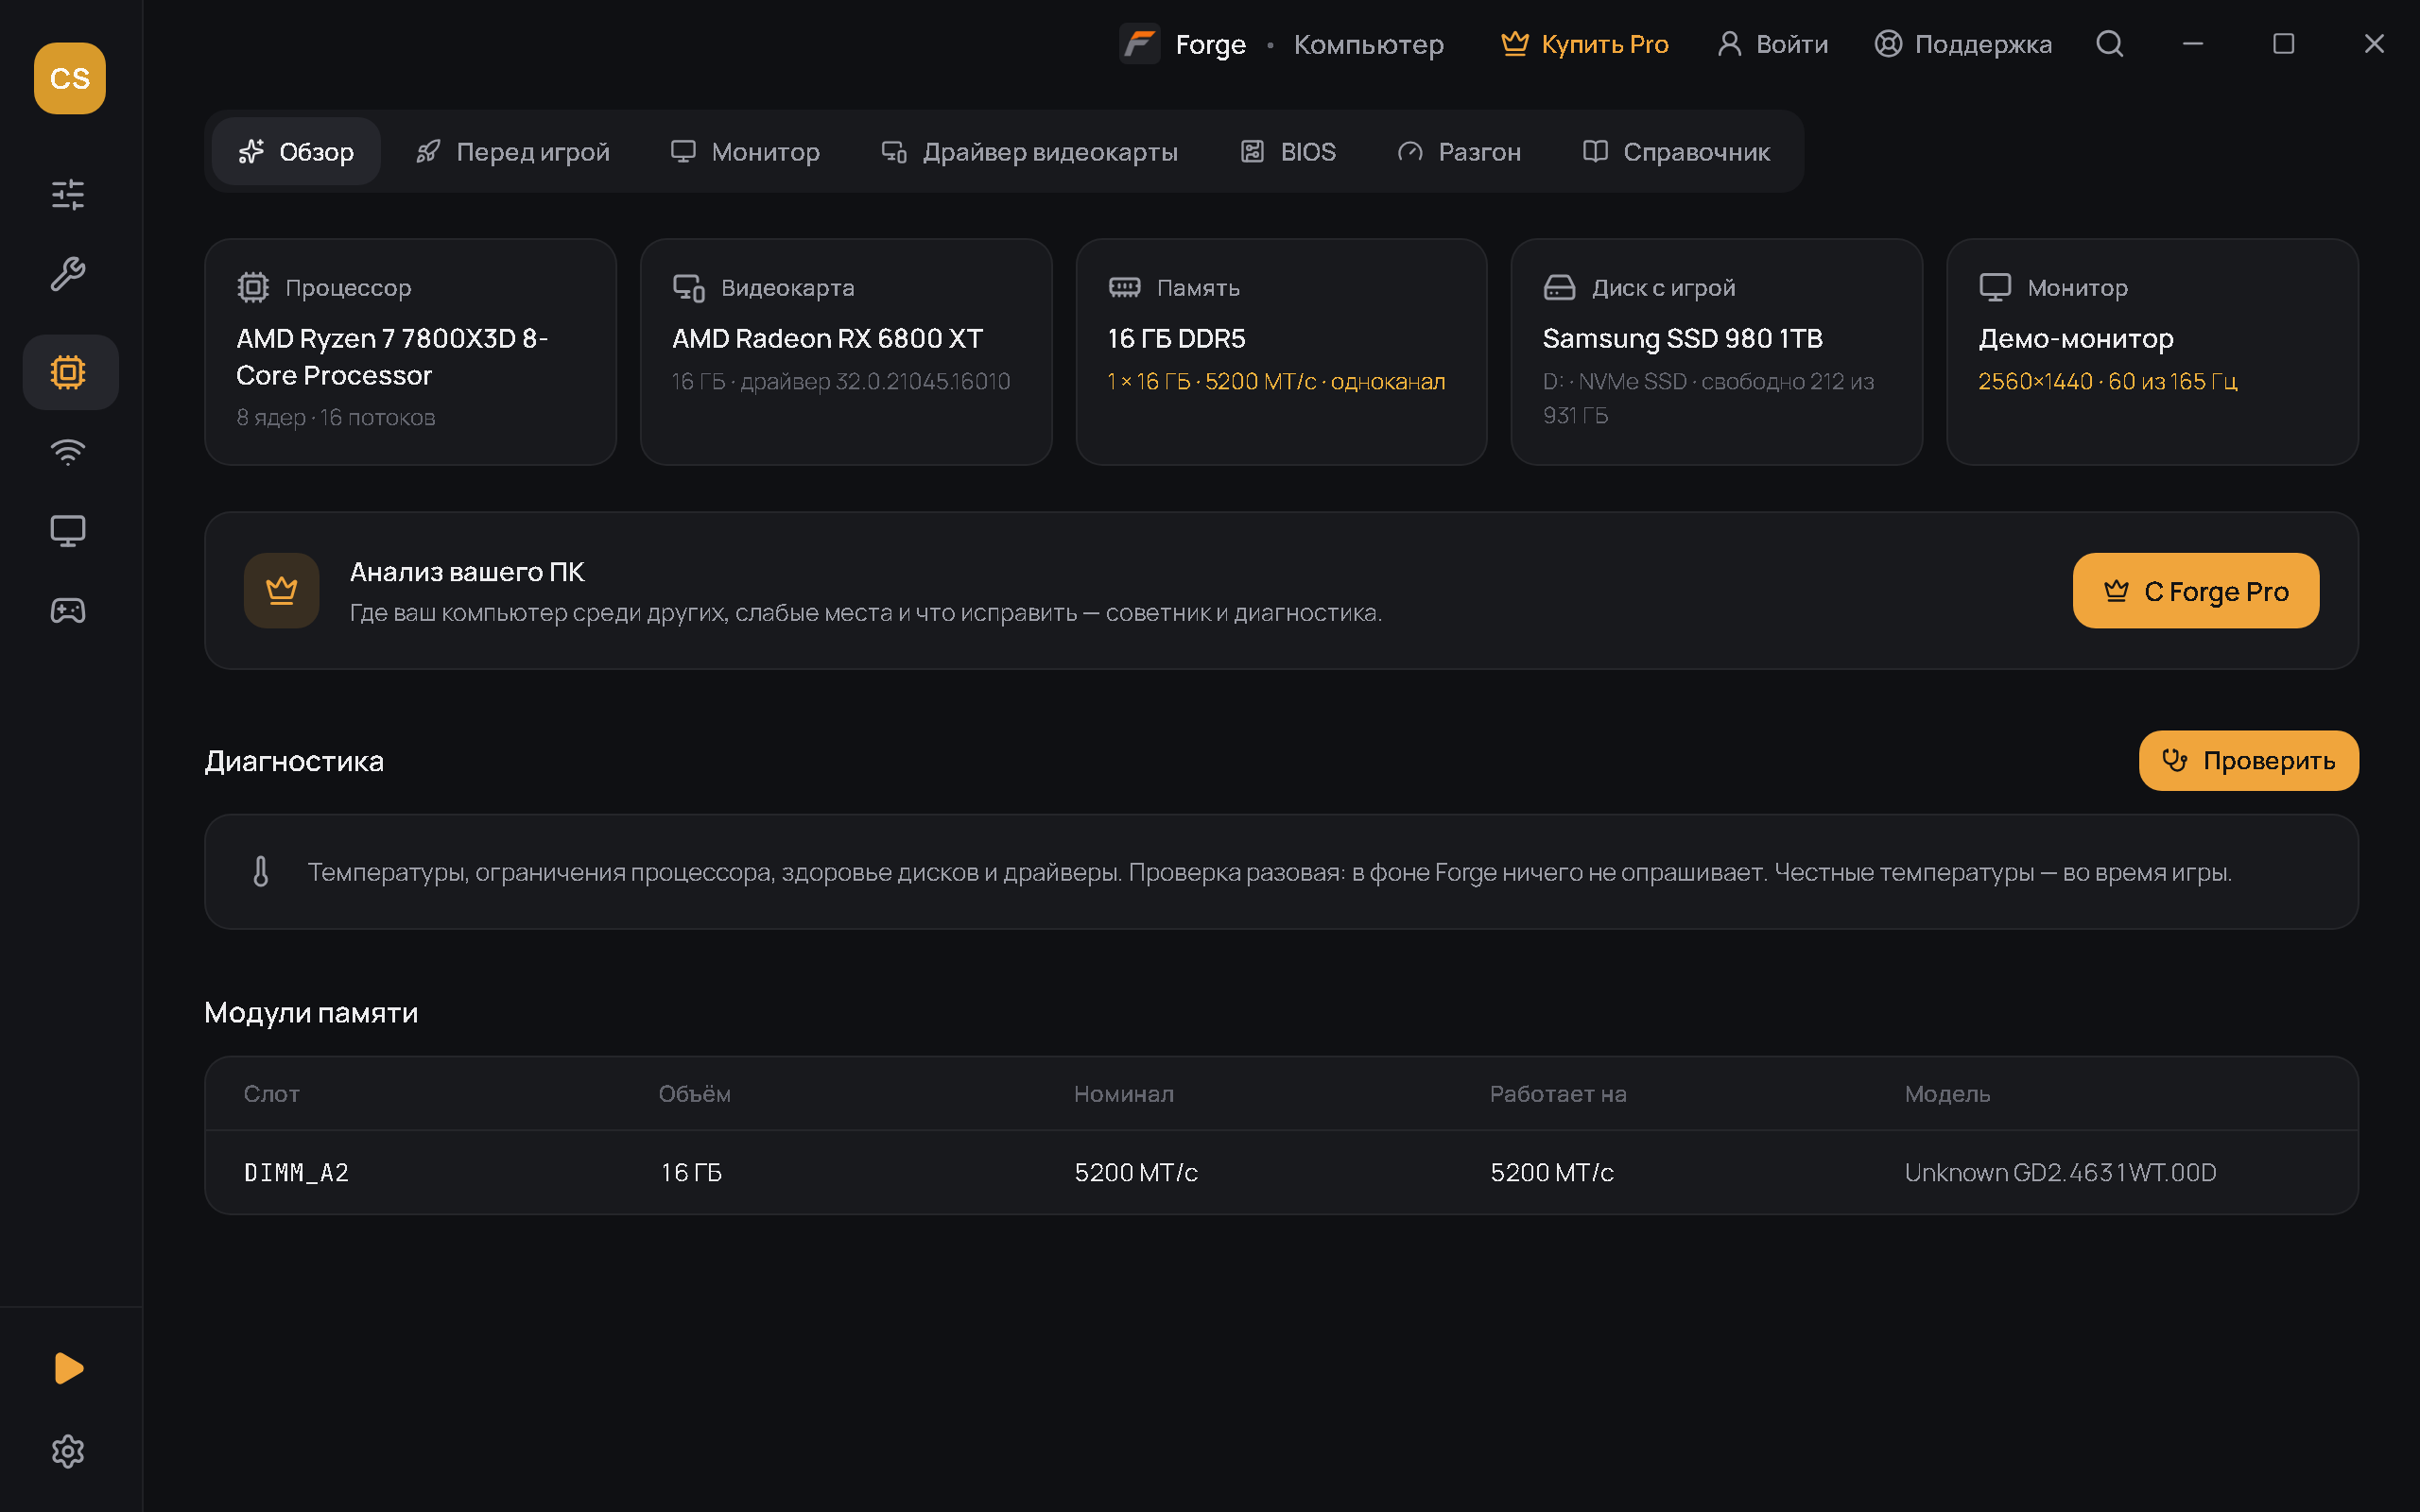 CS
Forge • Компьютер
Купить Pro
Войти
Поддержка
Обзор
Перед игрой
Монитор
Драйвер видеокарты
BIOS
Разгон
Справочник
Процессор
AMD Ryzen 7 7800X3D 8-
Core Processor
8 ядер · 16 потоков
Видеокарта
AMD Radeon RX 6800 XT
16 ГБ · драйвер 32.0.21045.16010
Память
16 ГБ DDR5
1 × 16 ГБ · 5200 МТ/с · одноканал
Диск с игрой
Samsung SSD 980 1TB
D: · NVMe SSD · свободно 212 из
931 ГБ
Монитор
Демо-монитор
2560×1440 · 60 из 165 Гц
Анализ вашего ПК
Где ваш компьютер среди других, слабые места и что исправить — советник и диагностика.
С Forge Pro
Диагностика
Проверить
Температуры, ограничения процессора, здоровье дисков и драйверы. Проверка разовая: в фоне Forge ничего не опрашивает. Честные температуры — во время игры.
Модули памяти
Слот Объём Номинал Работает на Модель
DIMM_A2 16 ГБ 5200 МТ/с 5200 МТ/с Unknown GD2.4631WT.00D